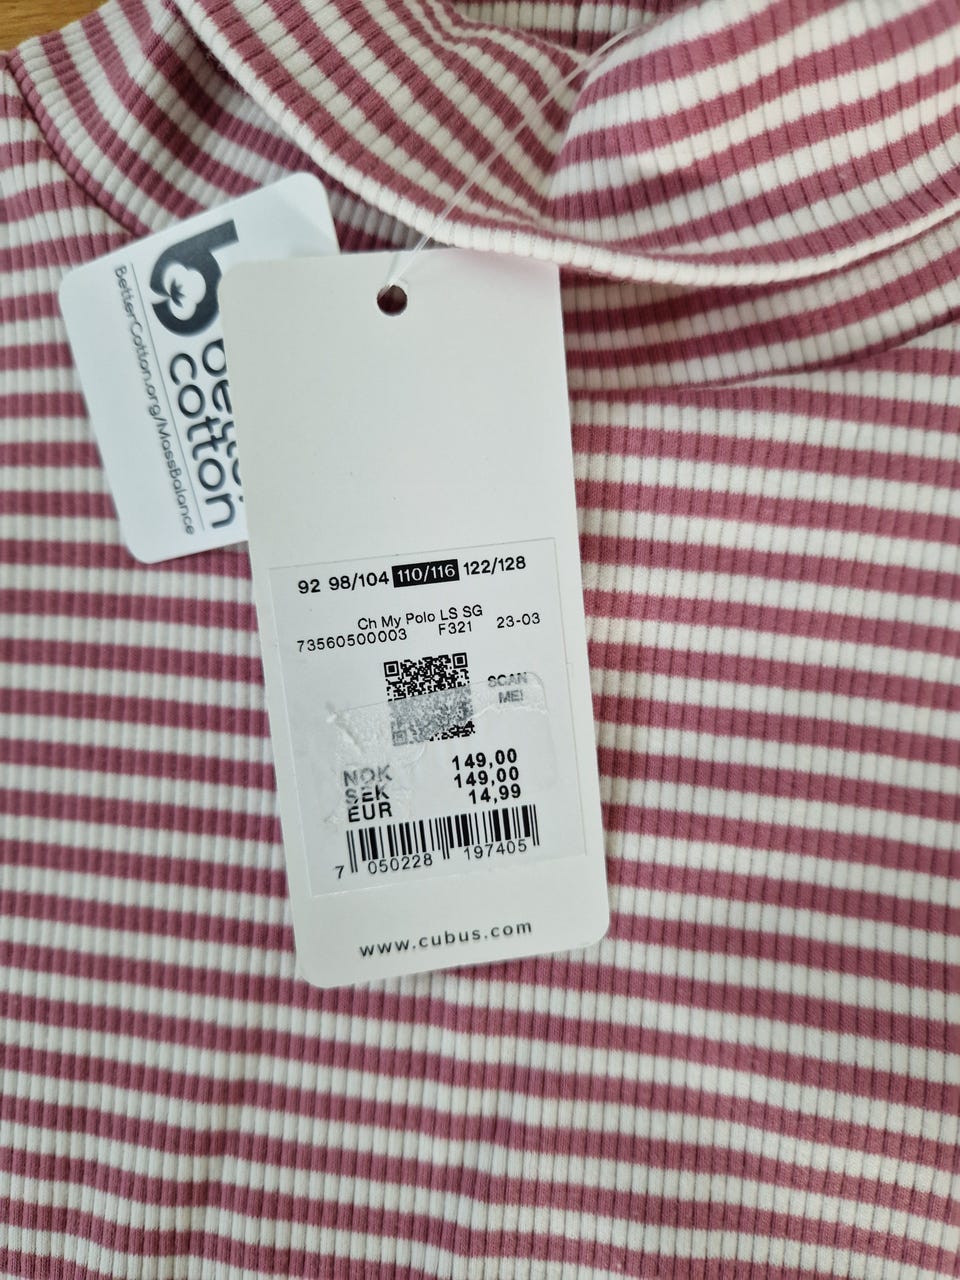 better
cotton
BetterCotton.org/MassBalance
92 98/104 110/116 122/128
Ch My Polo LS SG
73560500003 F321 23-03
SCAN
ME!
NOK 149,00
SEK 149,00
EUR 14,99
7 050228 197405
www.cubus.com